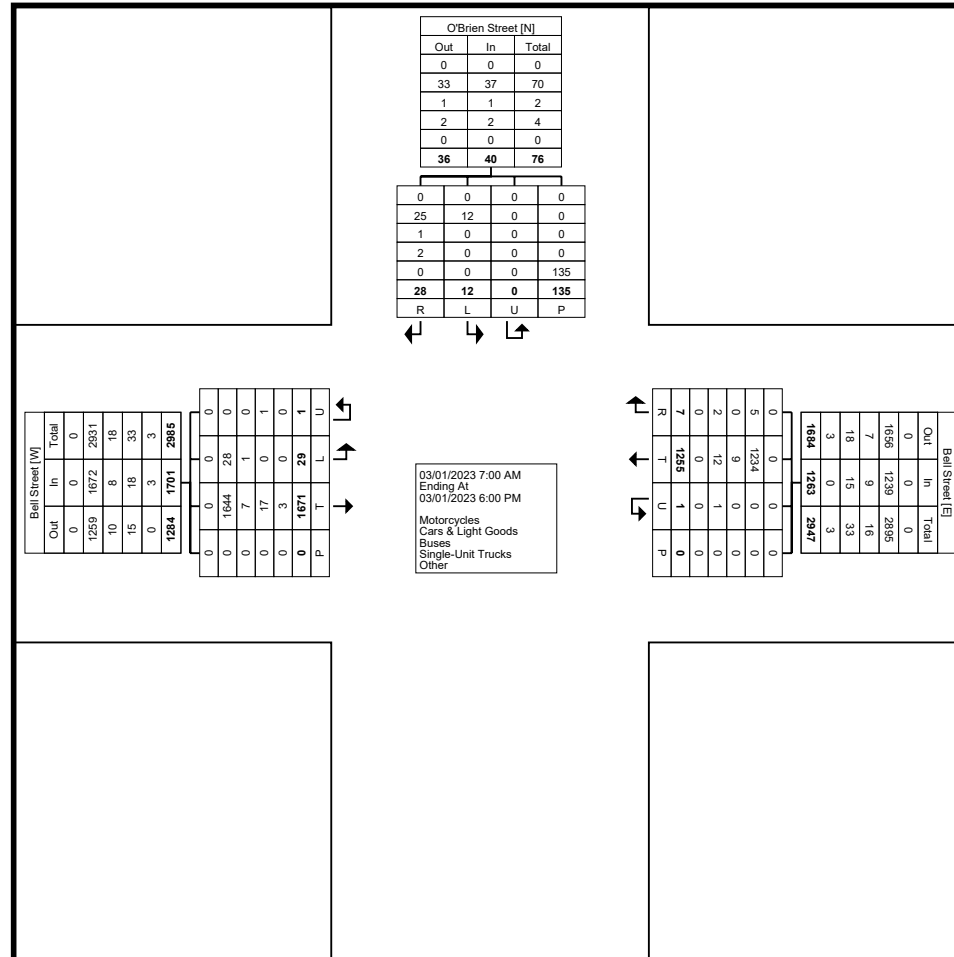 O'Brien Street [N]
Out In Total
0 0 0
33 37 70
1 1 2
2 2 4
0 0 0
36 40 76
0 0 0 0
25 12 0 0
1 0 0 0
2 0 0 0
0 0 0 135
28 12 0 135
R L U P
Bell Street [W]
Total In Out
0 0 0
2931 1672 1259
18 8 10
33 18 15
3 3 0
2985 1701 1284
0 0 0 0
0 28 1644 0
0 1 7 0
1 0 17 0
0 0 3 0
1 29 1671 0
U L T P
03/01/2023 7:00 AM
Ending At
03/01/2023 6:00 PM
Motorcycles
Cars & Light Goods
Buses
Single-Unit Trucks
Other
Bell Street [E]
Out In Total
0 0 0
1656 1239 2895
7 9 16
18 15 33
3 0 3
1684 1263 2947
0 0 0 0
5 1234 0 0
0 9 0 0
2 12 1 0
0 0 0 0
7 1255 1 0
R T U P